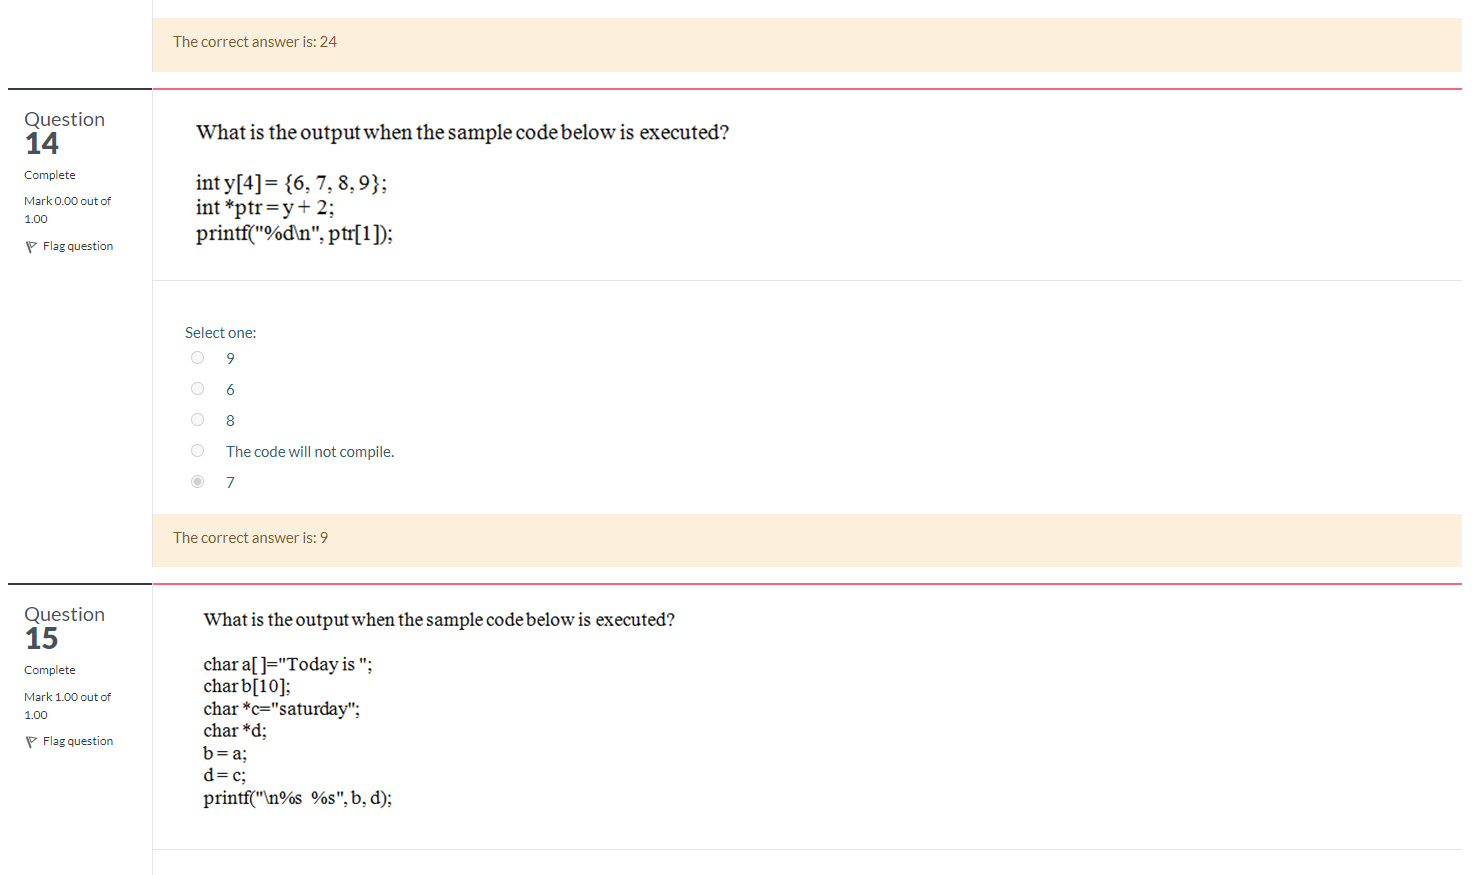 The correct answer is: 24
Question
14
Complete
Mark 0.00 out of
1.00
Flag question
What is the output when the sample code below is executed?
int y[4] = {6, 7, 8, 9};
int *ptr = y + 2;
printf("%d\n", ptr[1]);
Select one:
9
6
8
The code will not compile.
7
The correct answer is: 9
Question
15
Complete
Mark 1.00 out of
1.00
Flag question
What is the output when the sample code below is executed?
char a[ ]="Today is ";
char b[10];
char *c="saturday";
char *d;
b = a;
d = c;
printf("\n%s  %s", b, d);